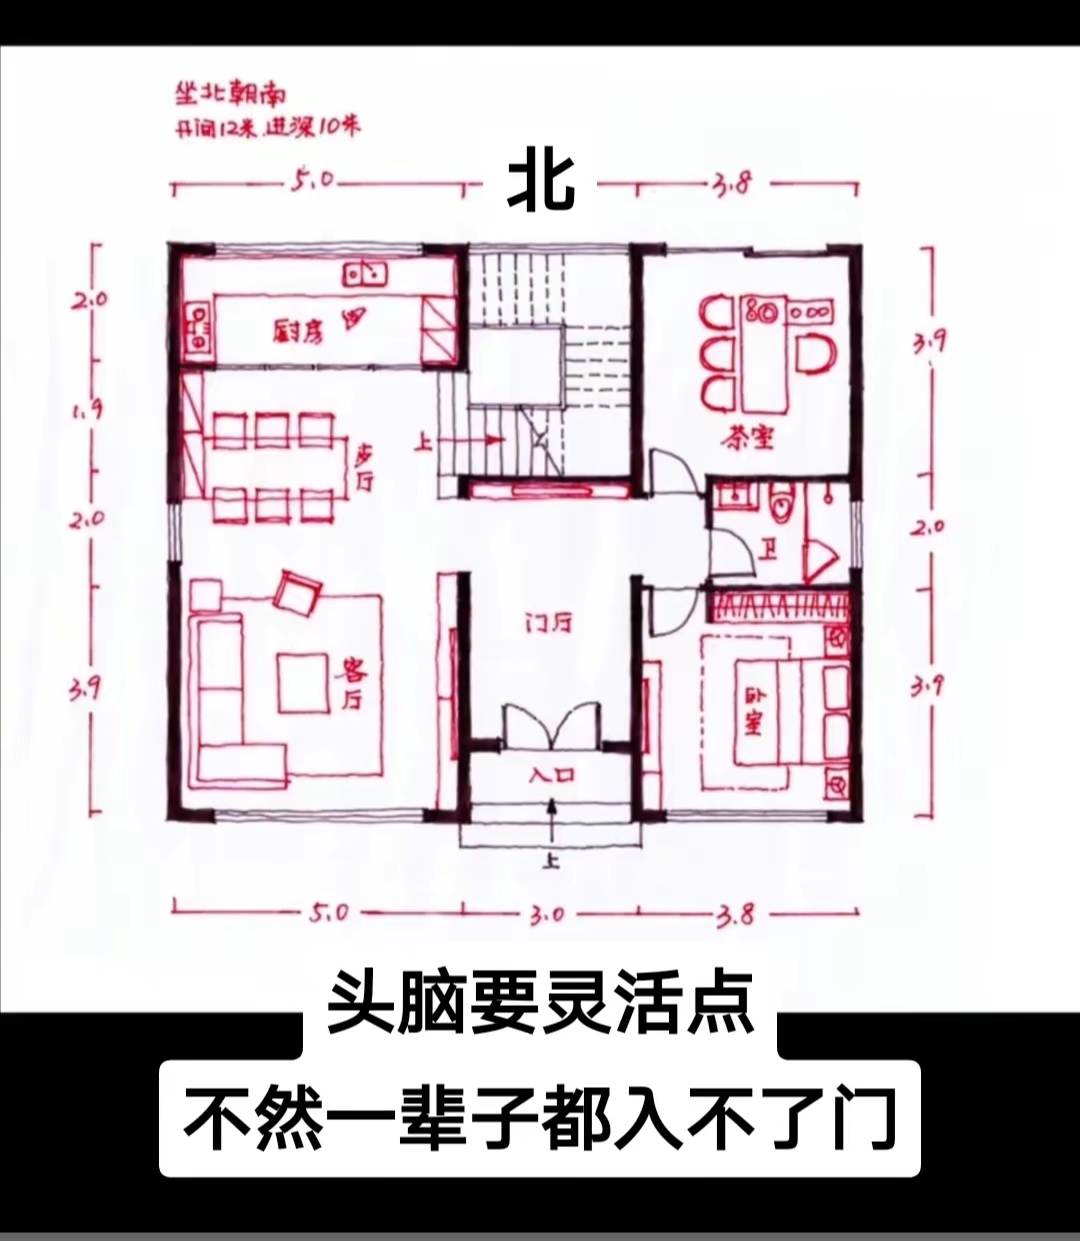 坐北朝南
开间12米.进深10米
5.0
北
3.8
2.0
1.9
2.0
3.9
3.9
2.0
3.9
厨房
茶室
上
歺厅
卫
门厅
客厅
卧室
入口
上
5.0
3.0
3.8
头脑要灵活点
不然一辈子都入不了门